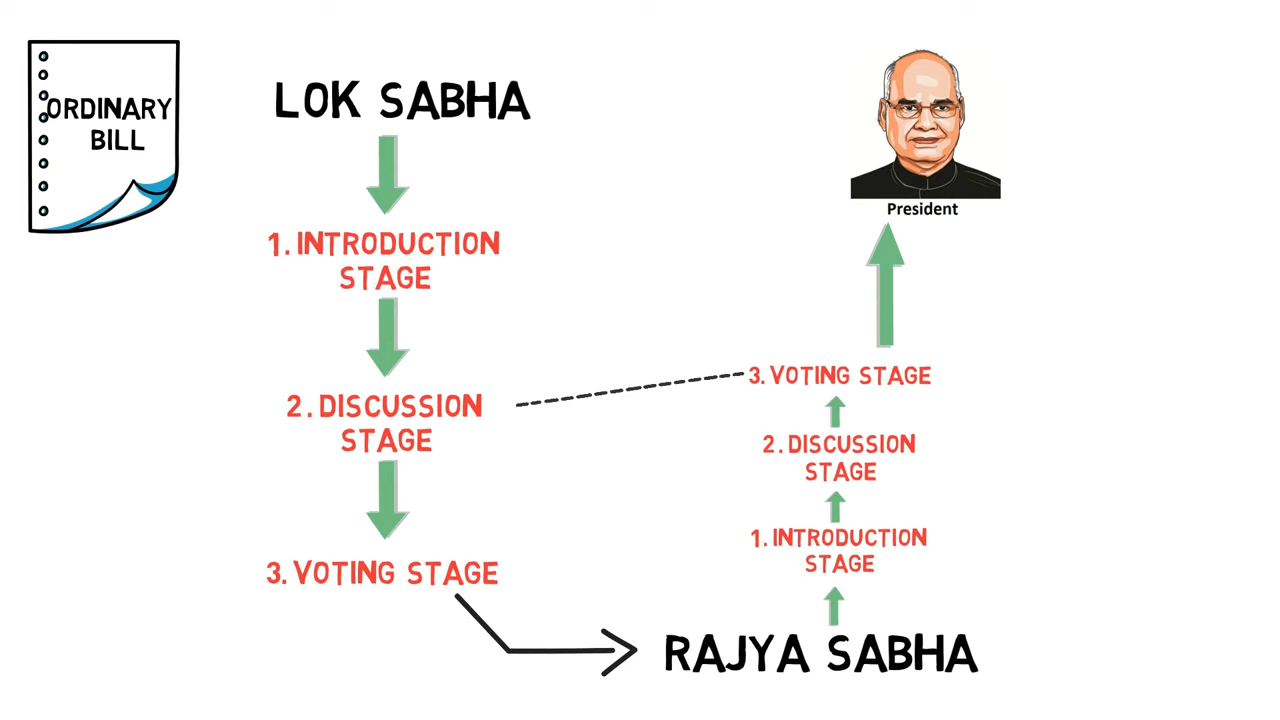 ORDINARY
BILL
LOK SABHA
1. INTRODUCTION
STAGE
2. DISCUSSION
STAGE
3. VOTING STAGE
President
3. VOTING STAGE
2. DISCUSSION
STAGE
1. INTRODUCTION
STAGE
RAJYA SABHA